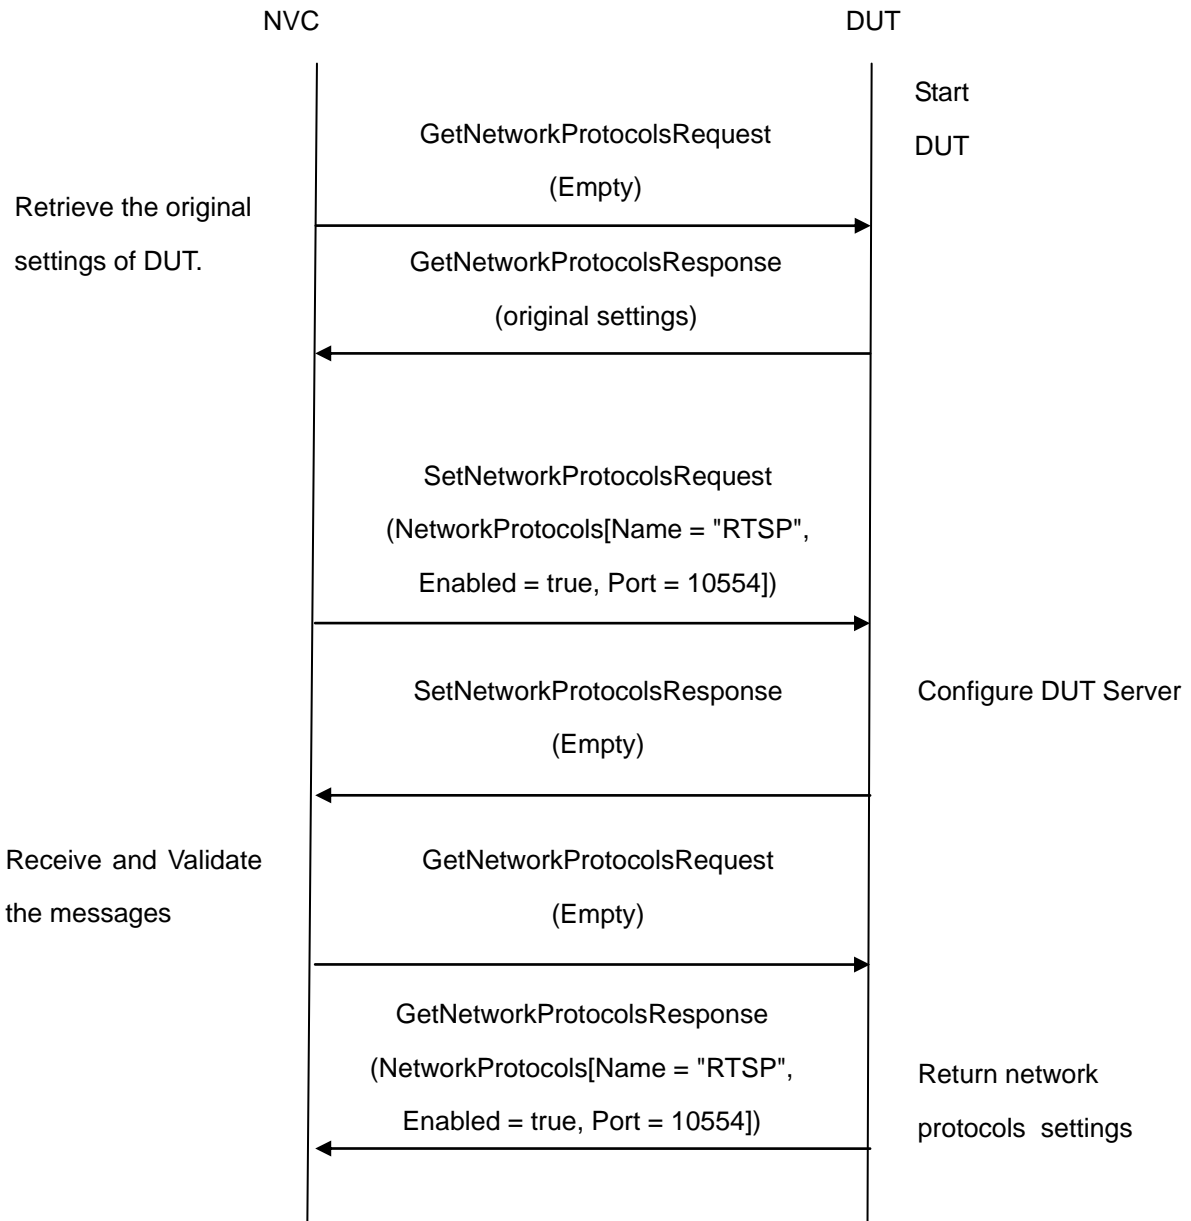 NVC
DUT
Start
DUT
GetNetworkProtocolsRequest
(Empty)
Retrieve the original
settings of DUT.
GetNetworkProtocolsResponse
(original settings)
SetNetworkProtocolsRequest
(NetworkProtocols[Name = "RTSP",
Enabled = true, Port = 10554])
SetNetworkProtocolsResponse
(Empty)
Configure DUT Server
Receive and Validate
the messages
GetNetworkProtocolsRequest
(Empty)
GetNetworkProtocolsResponse
(NetworkProtocols[Name = "RTSP",
Enabled = true, Port = 10554])
Return network
protocols settings